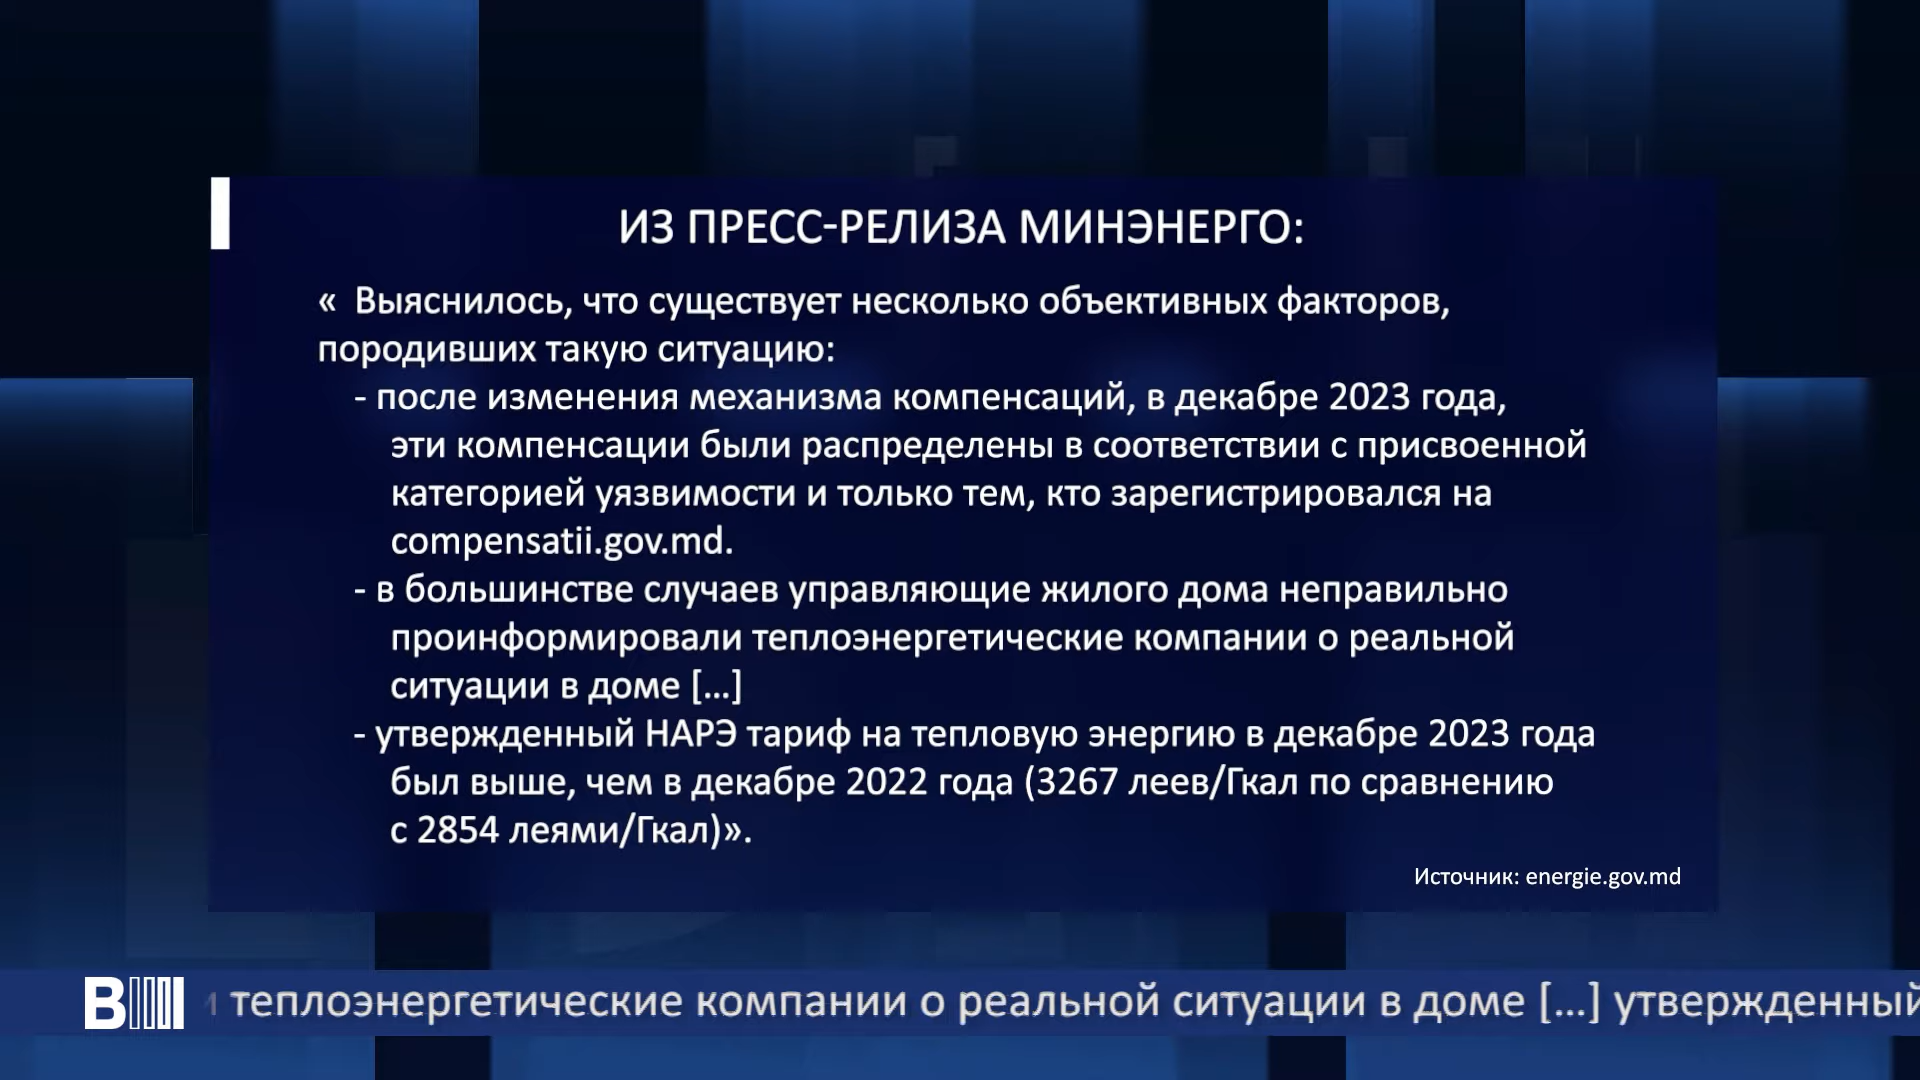 ИЗ ПРЕСС-РЕЛИЗА МИНЭНЕРГО:
« Выяснилось, что существует несколько объективных факторов,
породивших такую ситуацию:
- после изменения механизма компенсаций, в декабре 2023 года,
эти компенсации были распределены в соответствии с присвоенной
категорией уязвимости и только тем, кто зарегистрировался на
compensatii.gov.md.
- в большинстве случаев управляющие жилого дома неправильно
проинформировали теплоэнергетические компании о реальной
ситуации в доме [...]
- утвержденный НАРЭ тариф на тепловую энергию в декабре 2023 года
был выше, чем в декабре 2022 года (3267 леев/Гкал по сравнению
с 2854 леями/Гкал)».
Источник: energie.gov.md
теплоэнергетические компании о реальной ситуации в доме [...] утвержденный